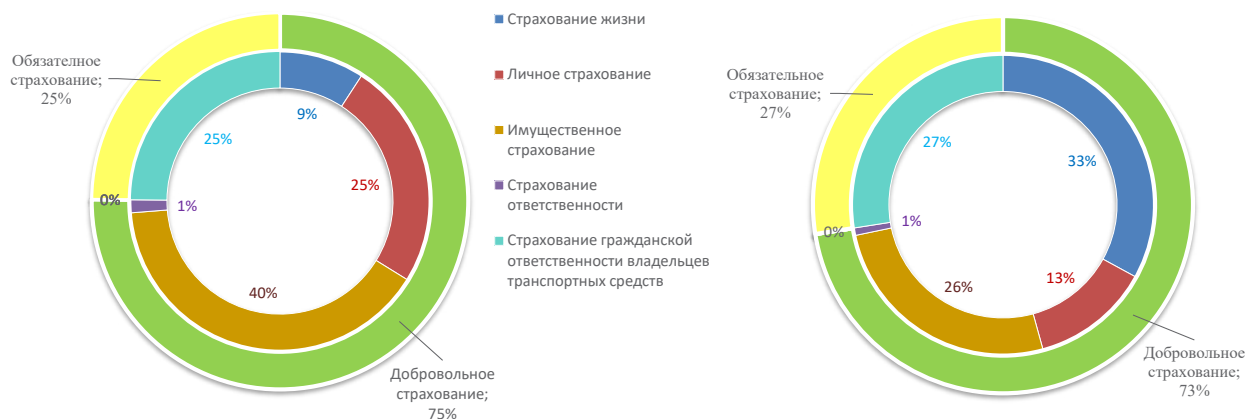 Обязателное
страхование;
25%
9%
25%
25%
0%
1%
40%
Добровольное
страхование;
75%
Страхование жизни
Личное страхование
Имущественное
страхование
Страхование
ответственности
Страхование гражданской
ответственности владельцев
транспортных средств
Обязательное
страхование;
27%
27%
33%
0%
1%
26%
13%
Добровольное
страхование;
73%